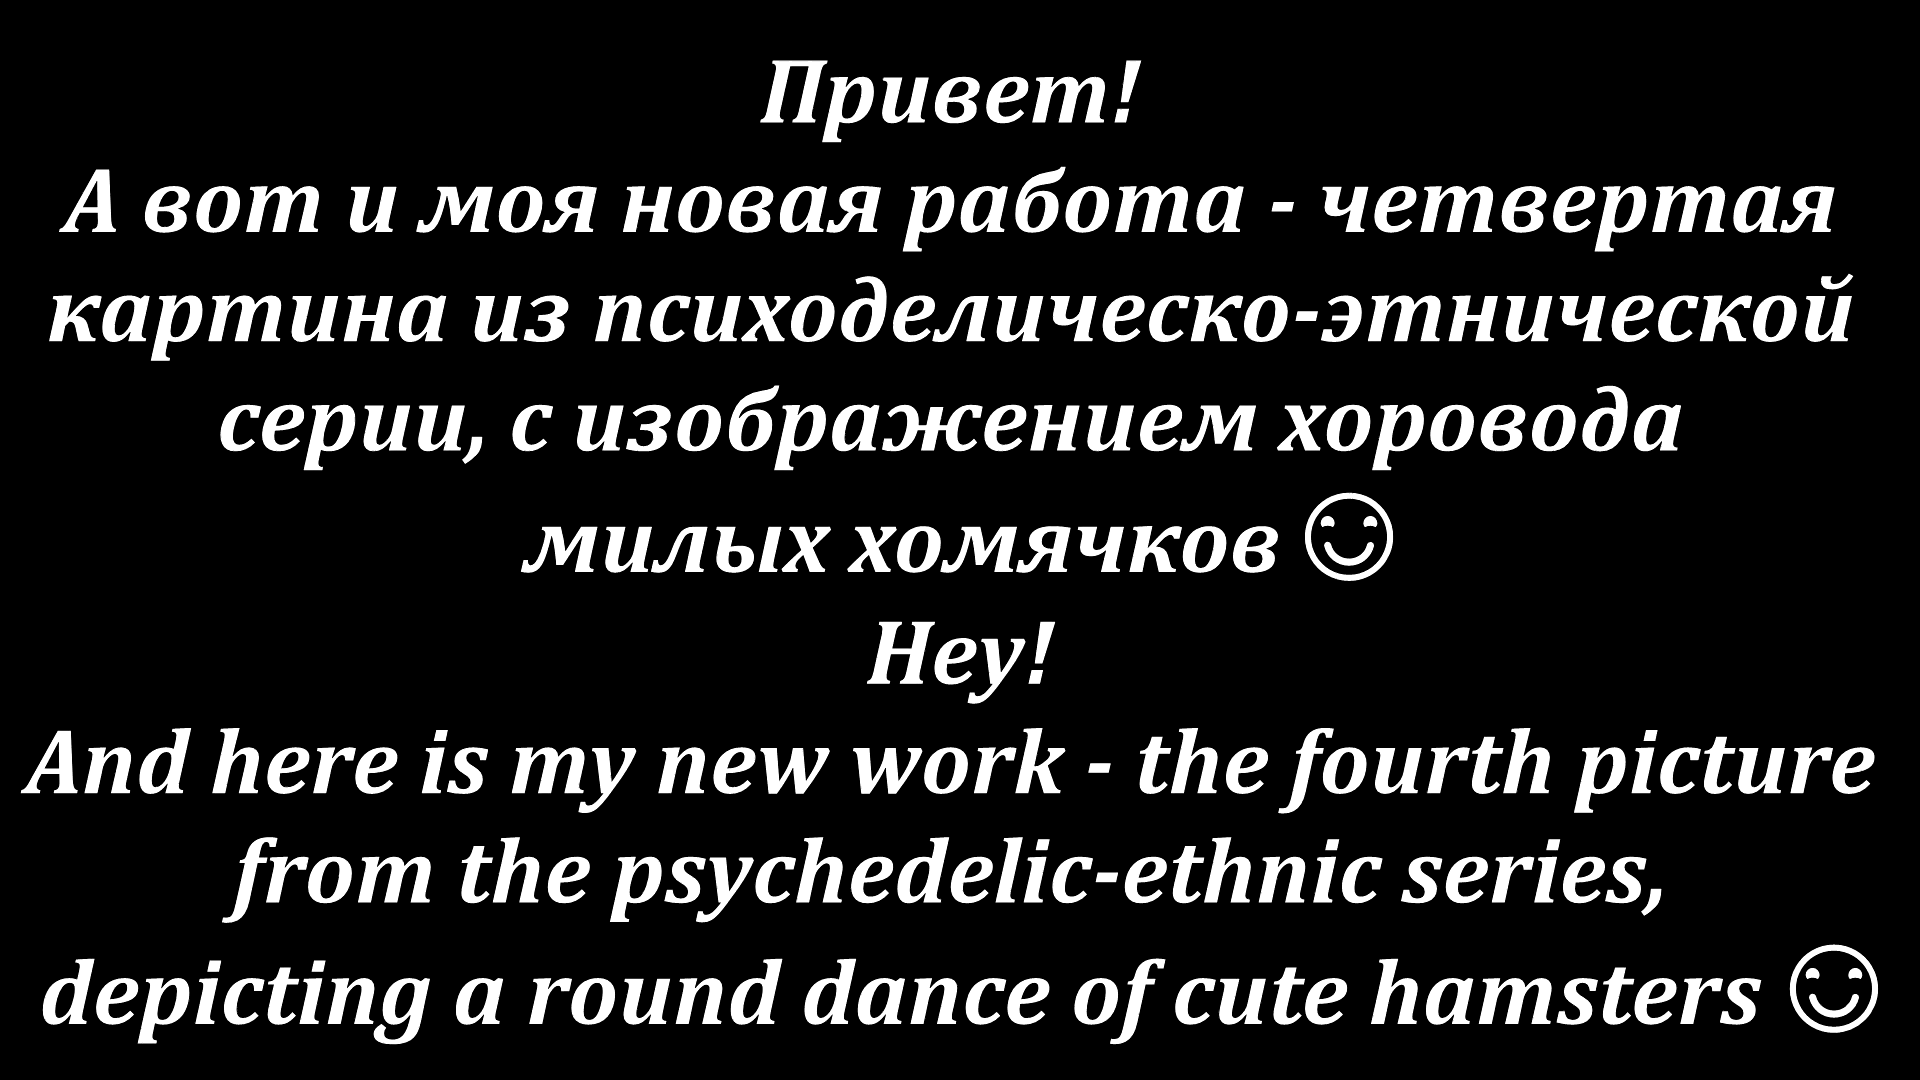 Привет!
А вот и моя новая работа - четвертая
картина из психоделическо-этнической
серии, с изображением хоровода
милых хомячков ☺
Hey!
And here is my new work - the fourth picture
from the psychedelic-ethnic series,
depicting a round dance of cute hamsters ☺